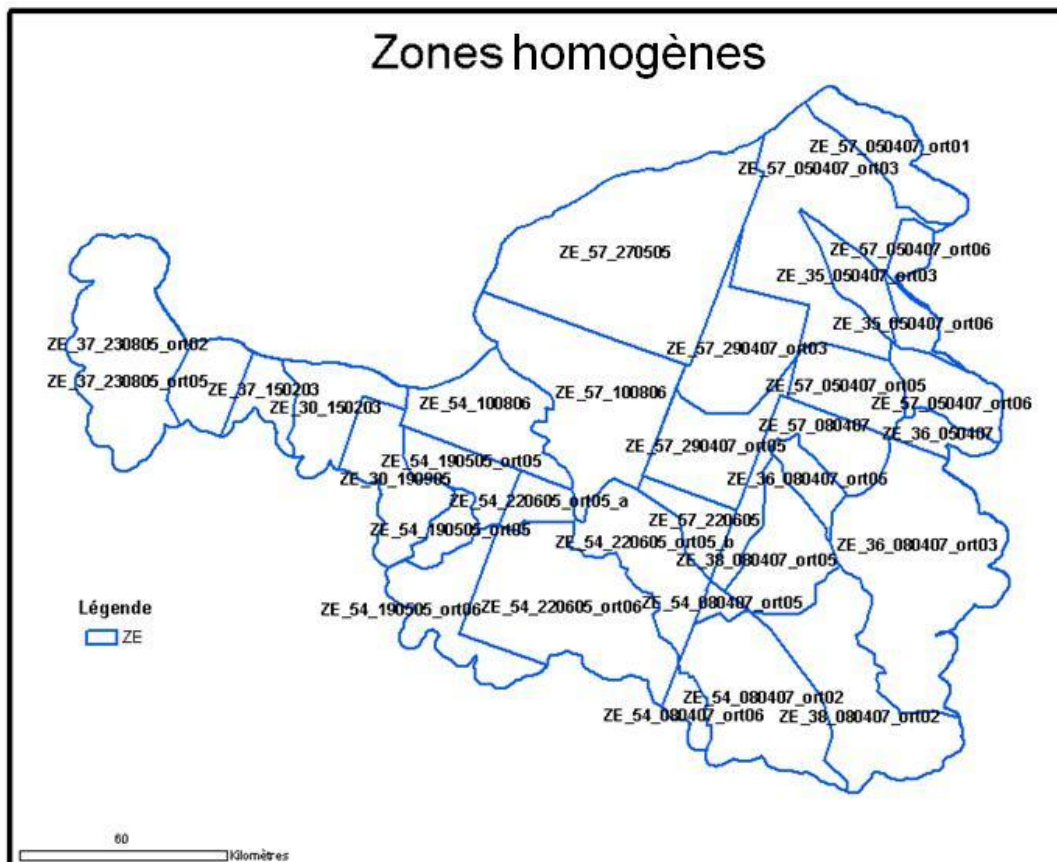 Zones homogènes
ZE_57_050407_ort01
ZE_57_050407_ort03
ZE_57_270505
ZE_57_050407_ort06
ZE_35_050407_ort03
ZE_35_050407_ort06
ZE_37_230805_ort02
ZE_57_290407_ort03
ZE_37_230805_ort05
ZE_37_150203
ZE_57_100806
ZE_57_050407_ort05
ZE_30_150203
ZE_54_100806
ZE_57_050407_ort06
ZE_57_080407
ZE_36_050407
ZE_57_290407_ort05
ZE_54_190505_ort05
ZE_30_190905
ZE_36_080407_ort05
ZE_54_220605_ort05_a
ZE_57_220605
ZE_54_190505_ort05
ZE_54_220605_ort05_b
ZE_36_080407_ort03
ZE_38_080407_ort05
ZE_54_190505_ort06
ZE_54_220605_ort06
ZE_54_080407_ort05
Légende
ZE
ZE_54_080407_ort02
ZE_54_080407_ort06
ZE_38_080407_ort02
60
Kilomètres